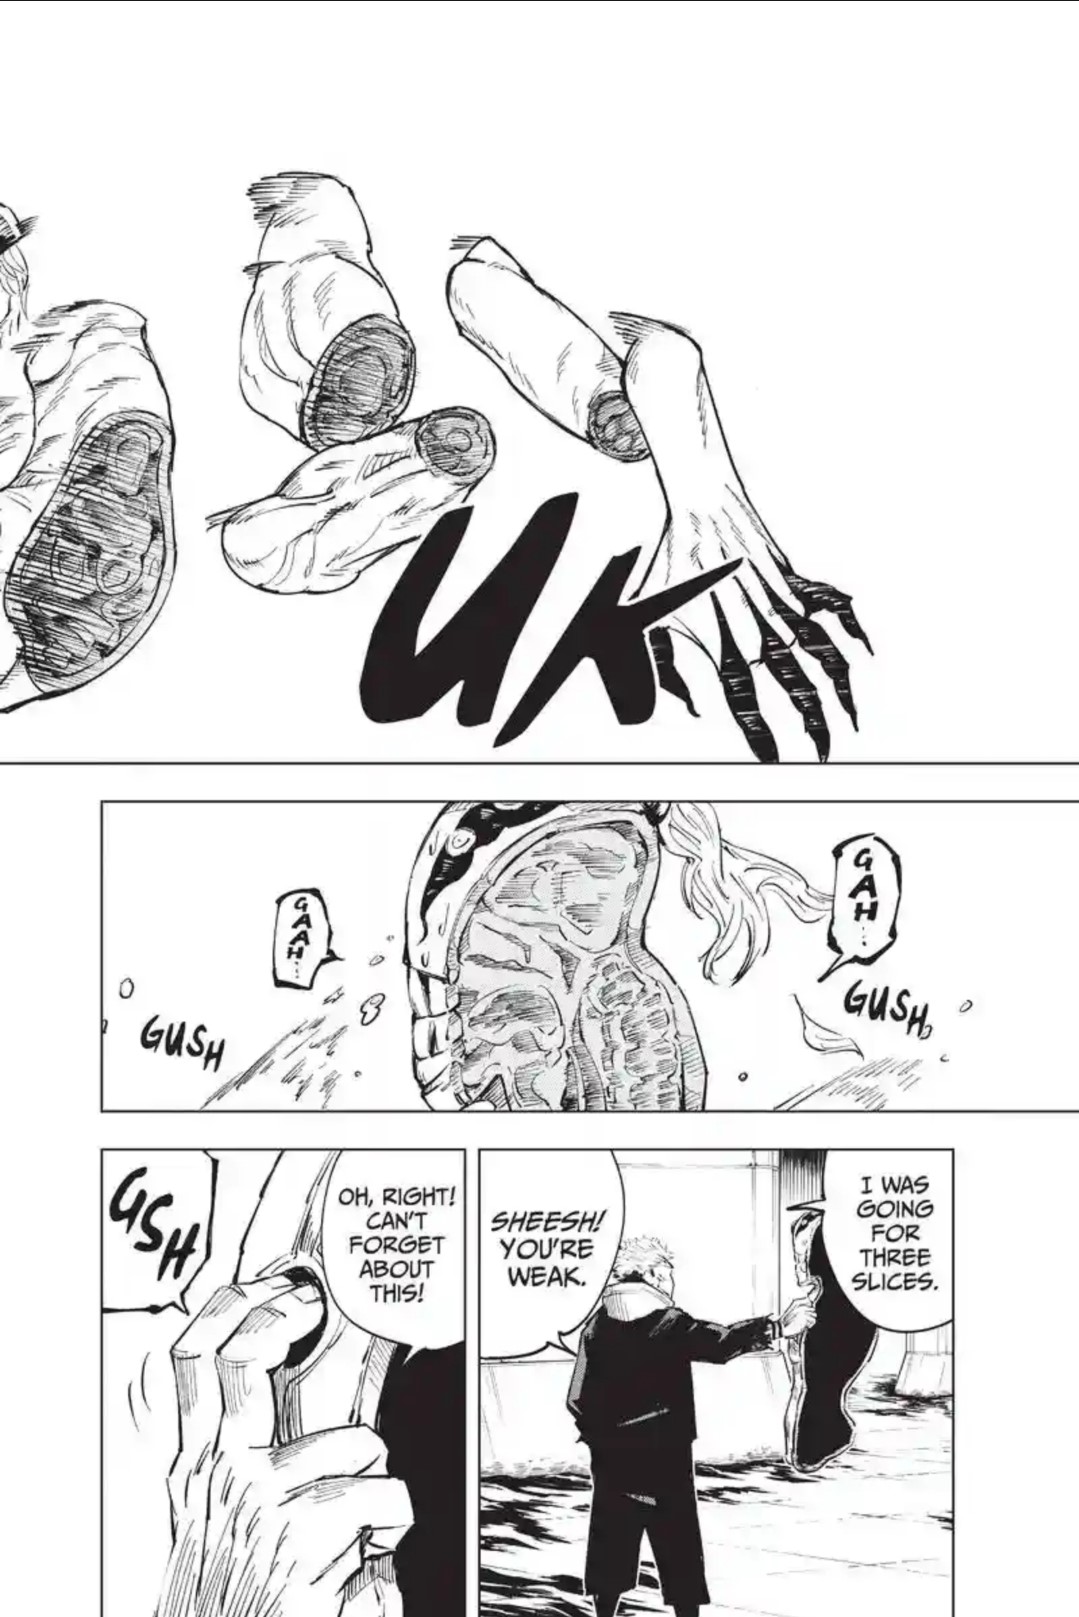 UK
GAH...
GUSH
GAAH...
GUSH
I WAS
GOING
FOR
THREE
SLICES.
SHEESH!
YOU'RE
WEAK.
OH, RIGHT!
CAN'T
FORGET
ABOUT
THIS!
GSH